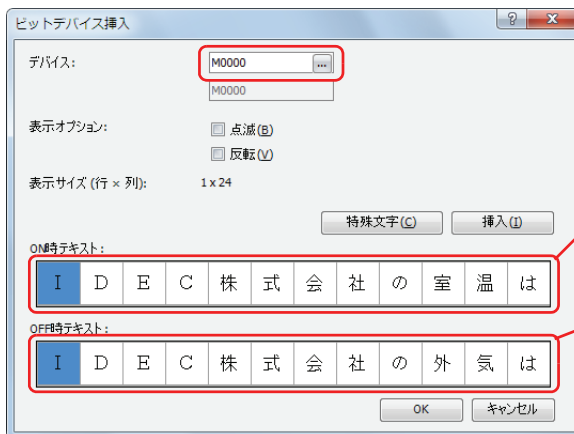 ビットデバイス挿入
デバイス: M0000 ...
M0000
表示オプション: 点滅(B)
反転(V)
表示サイズ (行 × 列): 1 x 24
特殊文字(C) 挿入(I)
ON時テキスト:
I D E C 株 式 会 社 の 室 温 は
OFF時テキスト:
I D E C 株 式 会 社 の 外 気 は
OK キャンセル